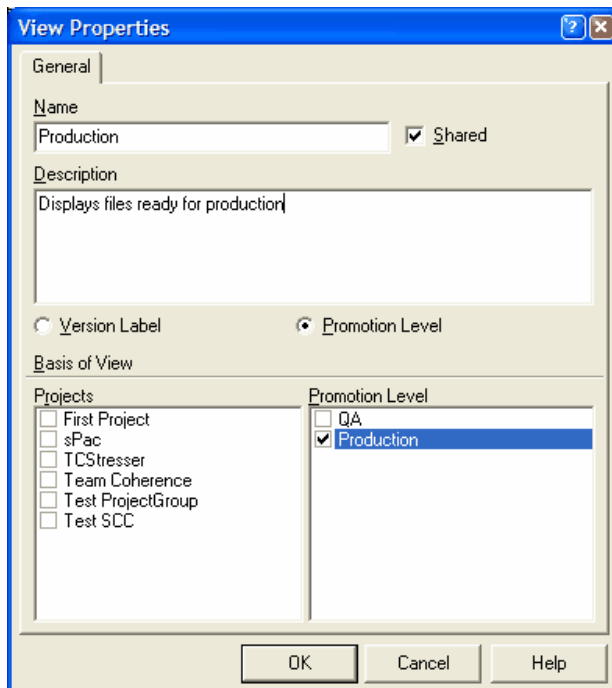 View Properties
General
Name
Production
Shared
Description
Displays files ready for production
Version Label
Promotion Level
Basis of View
Projects
First Project
sPac
TCStresser
Team Coherence
Test ProjectGroup
Test SCC
Promotion Level
QA
Production
OK
Cancel
Help